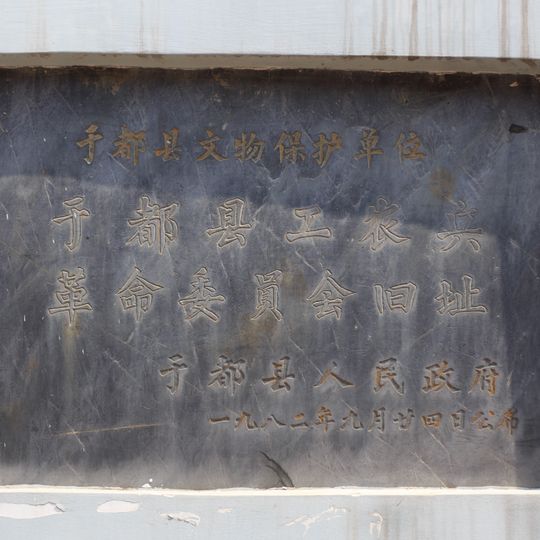 于都县文物保护单位
于都县工农兵
革命委員会旧址
于都县人民政府
一九八二年九月廿四日公布